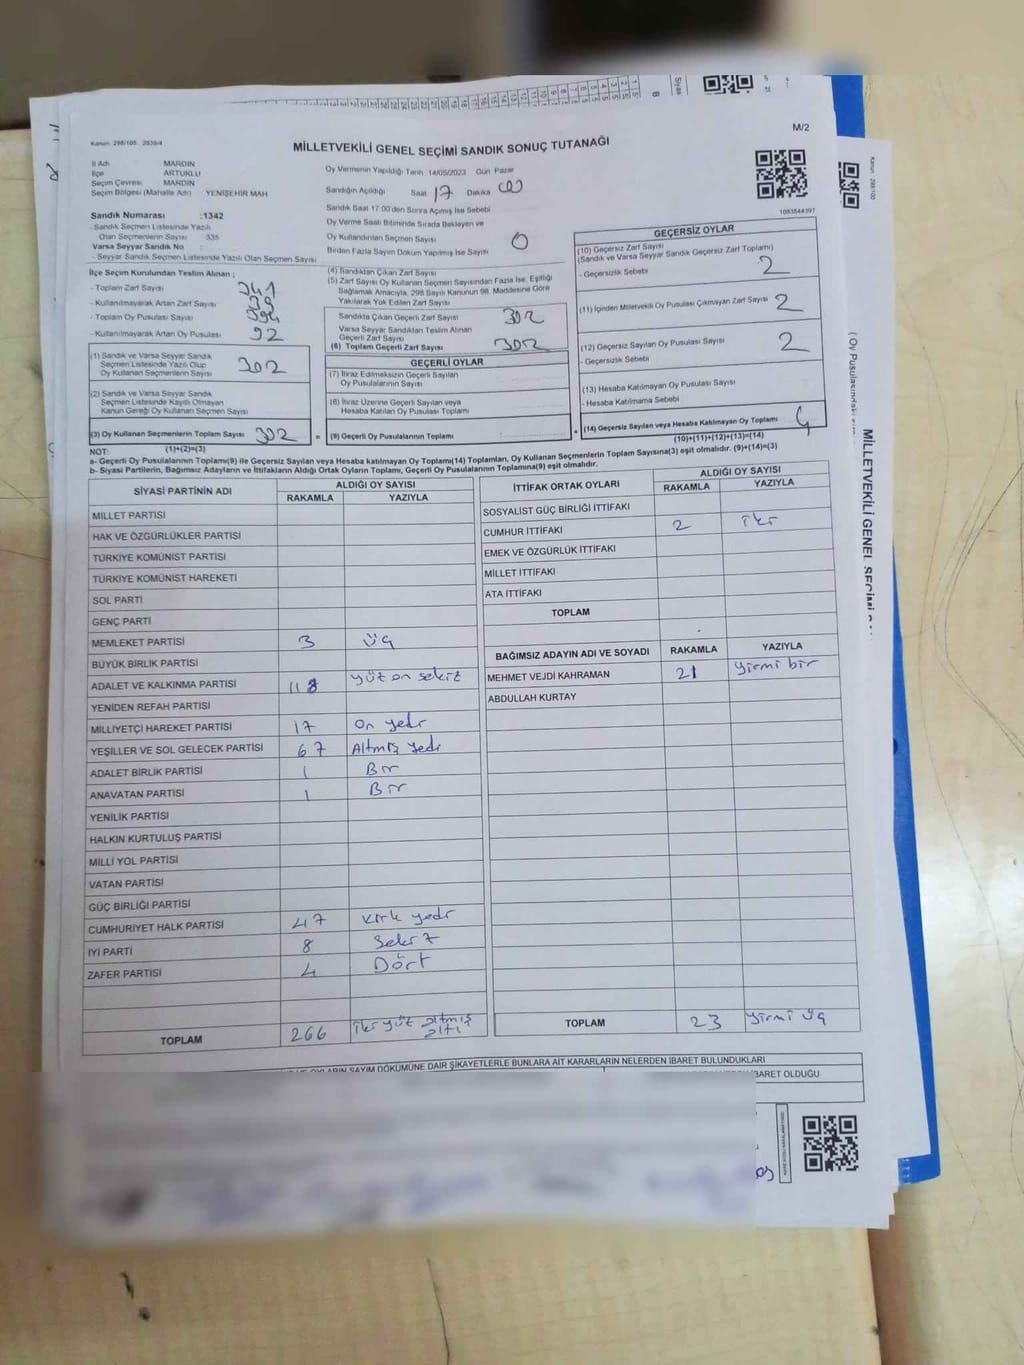 M/2
Kanun: 298/105 2839/4
MİLLETVEKİLİ GENEL SEÇİMİ SANDIK SONUÇ TUTANAĞI
İl Adı MARDİN
İlçe ARTUKLU
Seçim Çevresi MARDİN
Seçim Bölgesi (Mahalle Adı) YENİŞEHİR MAH
Sandık Numarası :1342
- Sandık Seçmen Listesinde Yazılı
Olan Seçmenlerin Sayısı 335
Varsa Seyyar Sandık No :
- Seyyar Sandık Seçmen Listesinde Yazılı Olan Seçmen Sayısı
Oy Vermenin Yapıldığı Tarih 14/05/2023 Gün Pazar
Sandığın Açıldığı Saat 17 Dakika 00
Sandık Saat 17:00'den Sonra Açılmış İse Sebebi
Oy Verme Saati Bitiminde Sırada Bekleyen ve
Oy Kullandırılan Seçmen Sayısı 0
Birden Fazla Sayım Döküm Yapılmış İse Sayısı
1083544397
İlçe Seçim Kurulundan Teslim Alınan ;
- Toplam Zarf Sayısı
- Kullanılmayarak Artan Zarf Sayısı
- Toplam Oy Pusulası Sayısı
- Kullanılmayarak Artan Oy Pusulası 92
(4) Sandıktan Çıkan Zarf Sayısı
(5) Zarf Sayısı Oy Kullanan Seçmen Sayısından Fazla İse, Eşitliği
Sağlamak Amacıyla, 298 Sayılı Kanunun 98. Maddesine Göre
Yakılarak Yok Edilen Zarf Sayısı
Sandıkta Çıkan Geçerli Zarf Sayısı 302
Varsa Seyyar Sandıktan Teslim Alınan
Geçerli Zarf Sayısı
(6) Toplam Geçerli Zarf Sayısı 302
GEÇERSİZ OYLAR
(10) Geçersiz Zarf Sayısı
(Sandık ve Varsa Seyyar Sandık Geçersiz Zarf Toplamı)
- Geçersizlik Sebebi 2
(11) İçinden Milletvekili Oy Pusulası Çıkmayan Zarf Sayısı 2
(12) Geçersiz Sayılan Oy Pusulası Sayısı 2
- Geçersizlik Sebebi
(13) Hesaba Katılmayan Oy Pusulası Sayısı
- Hesaba Katılmama Sebebi
(14) Geçersiz Sayılan veya Hesaba Katılmayan Oy Toplamı
(10)+(11)+(12)+(13)=(14)
(1) Sandık ve Varsa Seyyar Sandık
Seçmen Listesinde Yazılı Olup
Oy Kullanan Seçmenlerin Sayısı 302
(2) Sandık ve Varsa Seyyar Sandık
Seçmen Listesinde Kayıtlı Olmayan
Kanun Gereği Oy Kullanan Seçmen Sayısı
(3) Oy Kullanan Seçmenlerin Toplam Sayısı 302
(1)+(2)=(3)
GEÇERLİ OYLAR
(7) İtiraz Edilmeksizin Geçerli Sayılan
Oy Pusulalarının Sayısı
(8) İtiraz Üzerine Geçerli Sayılan veya
Hesaba Katılan Oy Pusulası Toplamı
= (9) Geçerli Oy Pusulalarının Toplamı +
NOT:
a- Geçerli Oy Pusulalarının Toplamı(9) ile Geçersiz Sayılan veya Hesaba katılmayan Oy Toplamı(14) Toplamları, Oy Kullanan Seçmenlerin Toplam Sayısına(3) eşit olmalıdır. (9)+(14)=(3)
b- Siyasi Partilerin, Bağımsız Adayların ve İttifakların Aldığı Ortak Oyların Toplamı, Geçerli Oy Pusulalarının Toplamına(9) eşit olmalıdır.
SİYASİ PARTİNİN ADI ALDIĞI OY SAYISI
RAKAMLA YAZIYLA
MİLLET PARTİSİ
HAK VE ÖZGÜRLÜKLER PARTİSİ
TÜRKİYE KOMÜNİST PARTİSİ
TÜRKİYE KOMÜNİST HAREKETİ
SOL PARTİ
GENÇ PARTİ
MEMLEKET PARTİSİ 3 üç
BÜYÜK BİRLİK PARTİSİ
ADALET VE KALKINMA PARTİSİ 118 yüz on sekiz
YENİDEN REFAH PARTİSİ
MİLLİYETÇİ HAREKET PARTİSİ 17 On yedi
YEŞİLLER VE SOL GELECEK PARTİSİ 67 Altmış yedi
ADALET BİRLİK PARTİSİ 1 Bir
ANAVATAN PARTİSİ 1 Bir
YENİLİK PARTİSİ
HALKIN KURTULUŞ PARTİSİ
MİLLİ YOL PARTİSİ
VATAN PARTİSİ
GÜÇ BİRLİĞİ PARTİSİ
CUMHURİYET HALK PARTİSİ 47 kırk yedi
İYİ PARTİ 8 Sekiz
ZAFER PARTİSİ 4 Dört
TOPLAM 266 iki yüz altmış altı
İTTİFAK ORTAK OYLARI ALDIĞI OY SAYISI
RAKAMLA YAZIYLA
SOSYALİST GÜÇ BİRLİĞİ İTTİFAKI
CUMHUR İTTİFAKI 2 iki
EMEK VE ÖZGÜRLÜK İTTİFAKI
MİLLET İTTİFAKI
ATA İTTİFAKI
TOPLAM
BAĞIMSIZ ADAYIN ADI VE SOYADI RAKAMLA YAZIYLA
MEHMET VEJDİ KAHRAMAN 21 yirmi bir
ABDULLAH KURTAY
TOPLAM 23 yirmi üç
OYLARIN SAYIM DÖKÜMÜNE DAİR ŞİKAYETLERLE BUNLARA AİT KARARLARIN NELERDEN İBARET BULUNDUKLARI
İBARET OLDUĞU
Kanun: 298/100
( Oy Pusulasındaki
MİLLETVEKİLİ GENEL SEÇİMİ